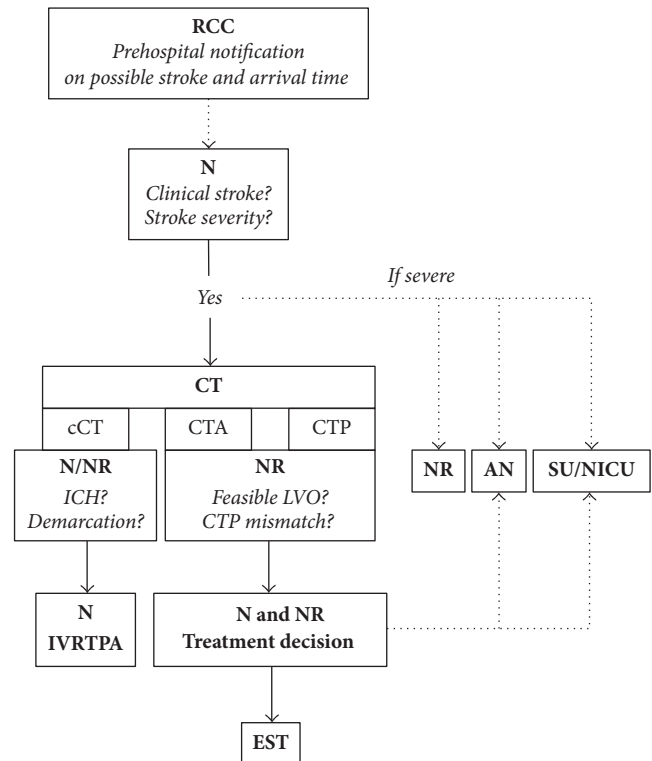 RCC
Prehospital notification
on possible stroke and arrival time
N
Clinical stroke?
Stroke severity?
If severe
Yes
CT
cCT
CTA
CTP
N/NR
ICH?
Demarcation?
NR
Feasible LVO?
CTP mismatch?
NR
AN
SU/NICU
N
IVRTPA
N and NR
Treatment decision
EST